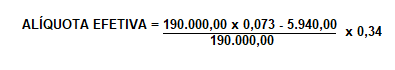 ALÍQUOTA EFETIVA = 190.000,00 x 0,073 - 5.940,00 x 0,34
190.000,00